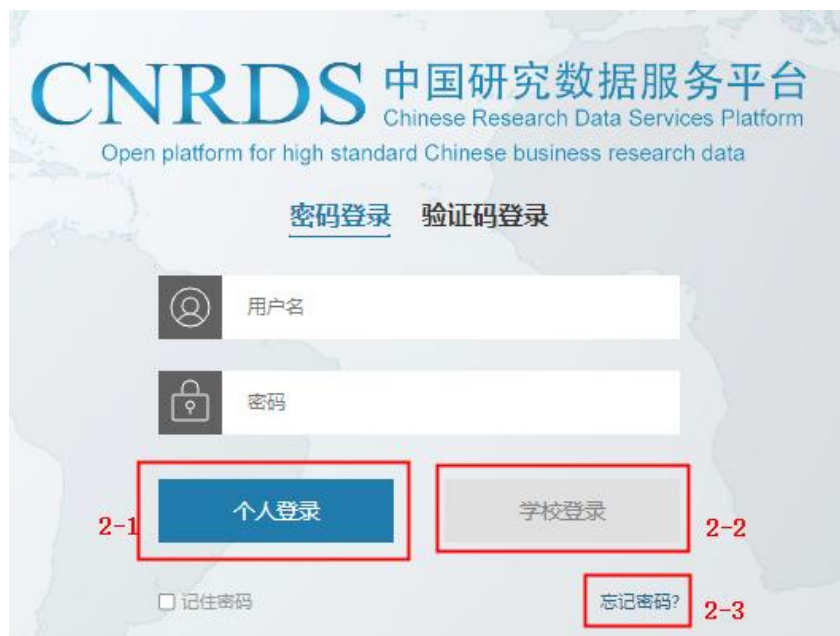 CNRDS 中国研究数据服务平台
Chinese Research Data Services Platform
Open platform for high standard Chinese business research data
密码登录 验证码登录
用户名
密码
2-1 个人登录 学校登录 2-2
记住密码 忘记密码? 2-3